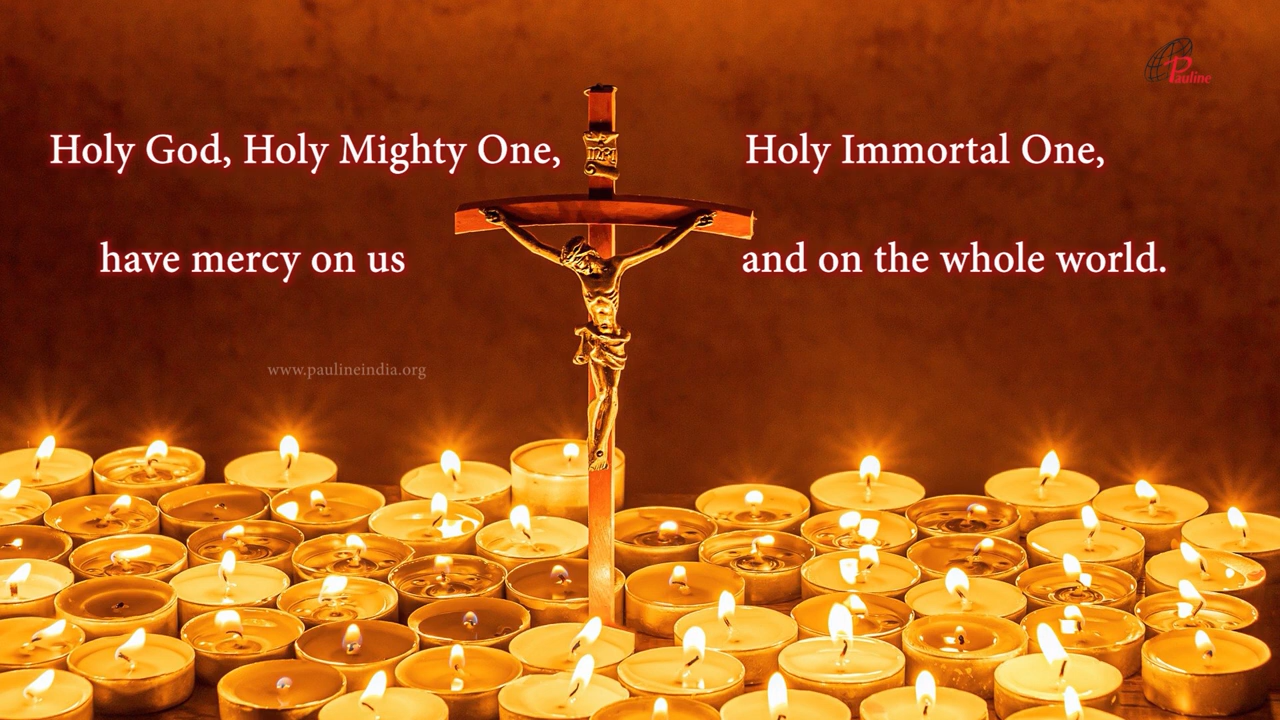 Pauline
Holy God, Holy Mighty One,
Holy Immortal One,
INRI
have mercy on us
and on the whole world.
www.paulineindia.org